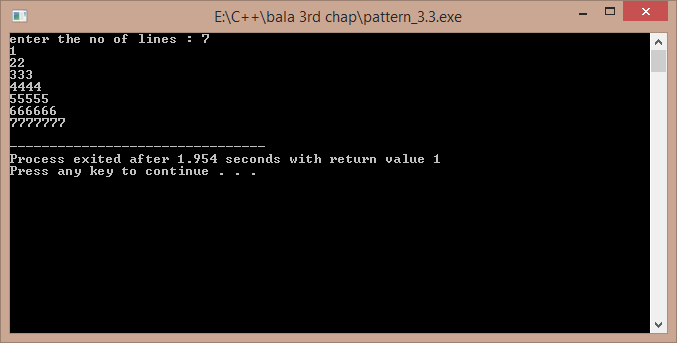 E:\C++\bala 3rd chap\pattern_3.3.exe
enter the no of lines : 7
1
22
333
4444
55555
666666
7777777
--------------------------------
Process exited after 1.954 seconds with return value 1
Press any key to continue . . .